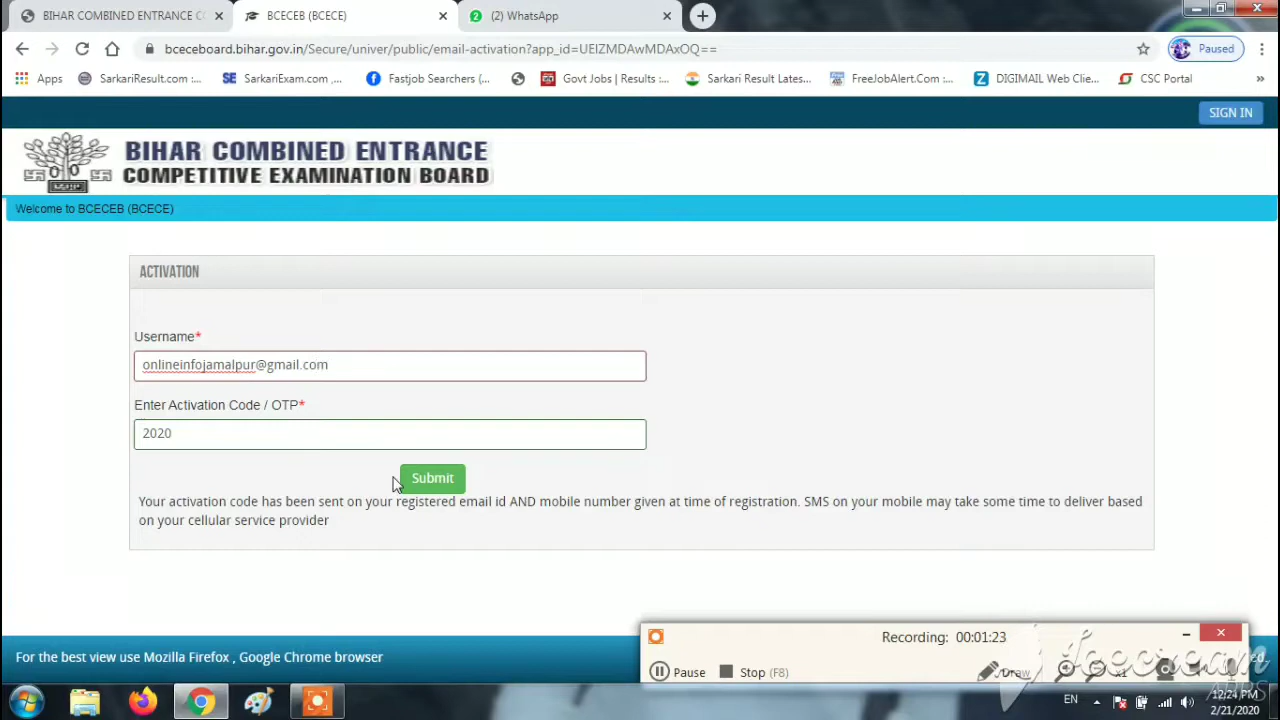 BIHAR COMBINED ENTRANCE CO
BCECEB (BCECE)
(2) WhatsApp
bceceboard.bihar.gov.in/Secure/univer/public/email-activation?app_id=UElZMDAwMDAxOQ==
Paused
Apps
SarkariResult.com :...
SarkariExam.com ,...
Fastjob Searchers (...
Govt Jobs | Results :...
Sarkari Result Lates...
FreeJobAlert.Com :...
DIGIMAIL Web Clie...
CSC Portal
»
SIGN IN
BIHAR COMBINED ENTRANCE
COMPETITIVE EXAMINATION BOARD
Welcome to BCECEB (BCECE)
ACTIVATION
Username*
onlineinfojamalpur@gmail.com
Enter Activation Code / OTP*
2020
Submit
Your activation code has been sent on your registered email id AND mobile number given at time of registration. SMS on your mobile may take some time to deliver based
on your cellular service provider
For the best view use Mozilla Firefox , Google Chrome browser
Recording: 00:01:23
Pause
Stop (F8)
Draw
x1
Icecream
APPS
EN
12:24 PM
2/21/2020